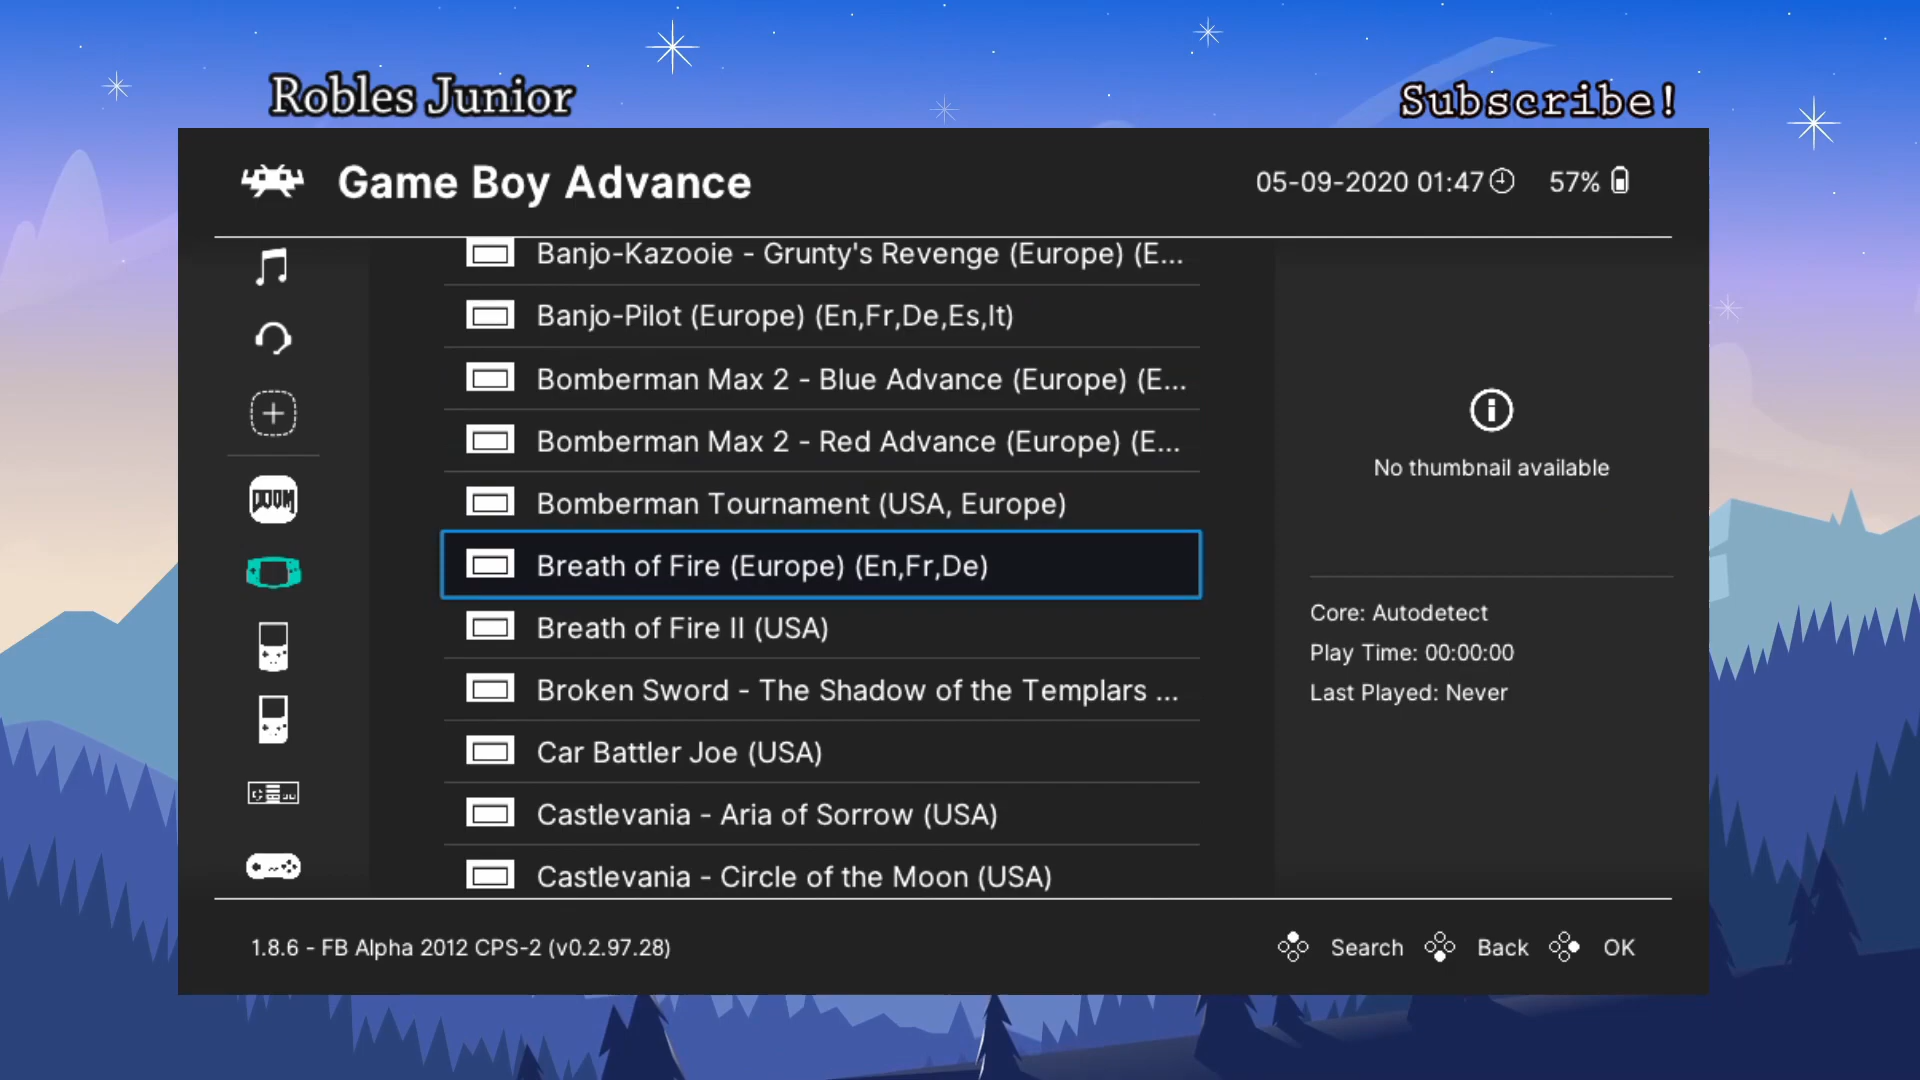 Robles Junior
Subscribe!
Game Boy Advance
05-09-2020 01:47
57%
Banjo-Kazooie - Grunty's Revenge (Europe) (E...
Banjo-Pilot (Europe) (En,Fr,De,Es,It)
Bomberman Max 2 - Blue Advance (Europe) (E...
Bomberman Max 2 - Red Advance (Europe) (E...
Bomberman Tournament (USA, Europe)
Breath of Fire (Europe) (En,Fr,De)
Breath of Fire II (USA)
Broken Sword - The Shadow of the Templars ...
Car Battler Joe (USA)
Castlevania - Aria of Sorrow (USA)
Castlevania - Circle of the Moon (USA)
DOOM
No thumbnail available
Core: Autodetect
Play Time: 00:00:00
Last Played: Never
1.8.6 - FB Alpha 2012 CPS-2 (v0.2.97.28)
Search
Back
OK